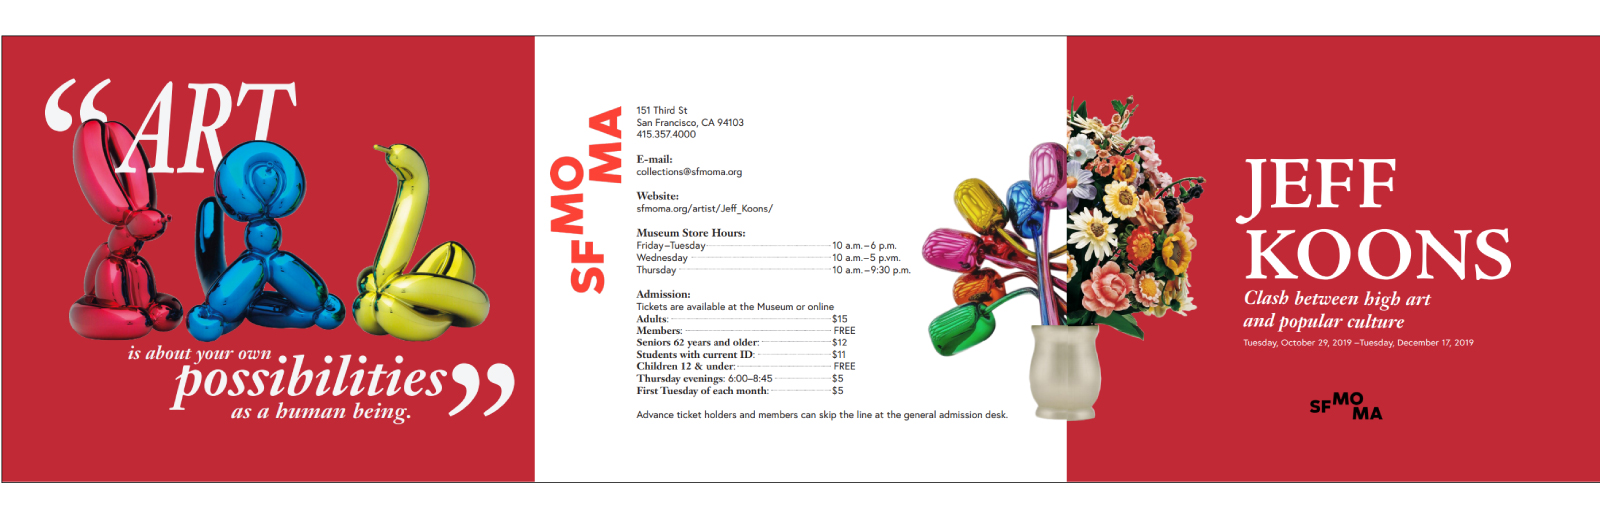 “ ART
is about your own
possibilities”
as a human being.
SFMOMA
151 Third St
San Francisco, CA 94103
415.357.4000
E-mail:
collections@sfmoma.org
Website:
sfmoma.org/artist/Jeff_Koons/
Museum Store Hours:
Friday–Tuesday 10 a.m.–6 p.m.
Wednesday 10 a.m.–5 p.vm.
Thursday 10 a.m.–9:30 p.m.
Admission:
Tickets are available at the Museum or online
Adults: $15
Members: FREE
Seniors 62 years and older: $12
Students with current ID: $11
Children 12 & under: FREE
Thursday evenings: 6:00–8:45 $5
First Tuesday of each month: $5
Advance ticket holders and members can skip the line at the general admission desk.
JEFF
KOONS
Clash between high art
and popular culture
Tuesday, October 29, 2019 –Tuesday, December 17, 2019
SFMOMA